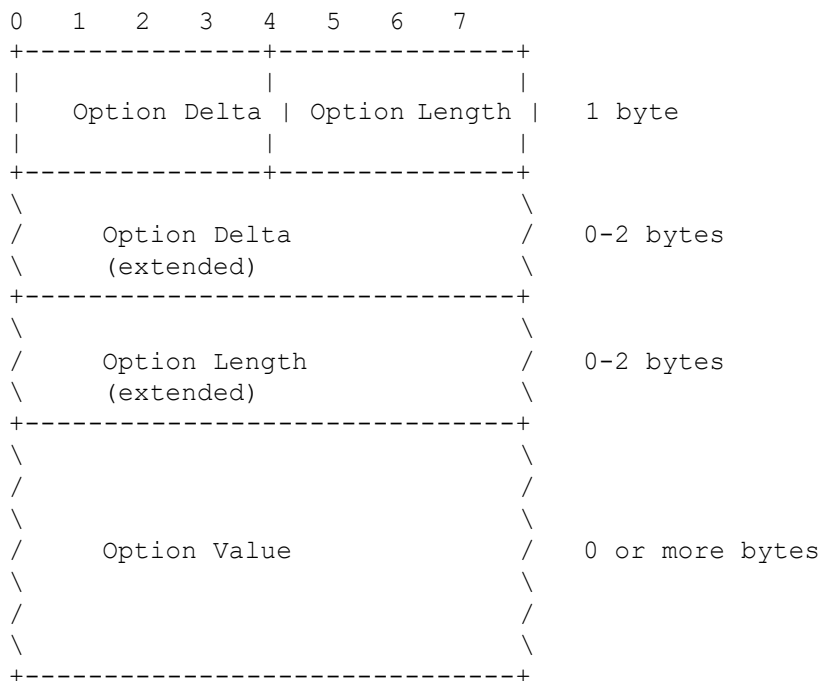 0   1   2   3   4   5   6   7
+---------------+---------------+
|               |               |
|   Option Delta | Option Length |   1 byte
|               |               |
+---------------+---------------+
\                               \
/     Option Delta              /   0-2 bytes
\     (extended)                \
+-------------------------------+
\                               \
/     Option Length             /   0-2 bytes
\     (extended)                \
+-------------------------------+
\                               \
/                               /
\                               \
/     Option Value              /   0 or more bytes
\                               \
/                               /
\                               \
+-------------------------------+